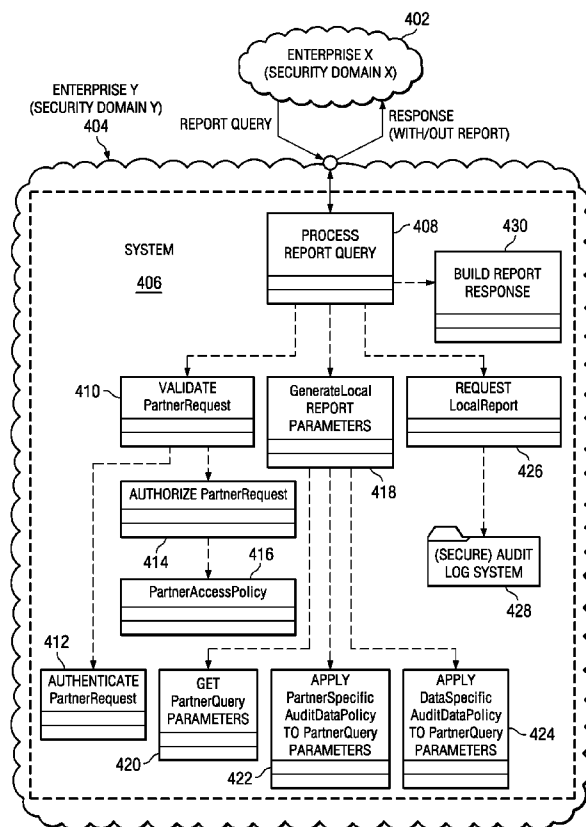 402
ENTERPRISE X
(SECURITY DOMAIN X)
ENTERPRISE Y
(SECURITY DOMAIN Y)
404
REPORT QUERY
RESPONSE
(WITH/OUT REPORT)
SYSTEM
406
PROCESS
REPORT QUERY
408
430
BUILD REPORT
RESPONSE
410
VALIDATE
PartnerRequest
GenerateLocal
REPORT
PARAMETERS
418
REQUEST
LocalReport
426
AUTHORIZE PartnerRequest
414
416
PartnerAccessPolicy
(SECURE) AUDIT
LOG SYSTEM
428
412
AUTHENTICATE
PartnerRequest
GET
PartnerQuery
PARAMETERS
420
APPLY
PartnerSpecific
AuditDataPolicy
TO PartnerQuery
PARAMETERS
422
APPLY
DataSpecific
AuditDataPolicy
TO PartnerQuery
PARAMETERS
424